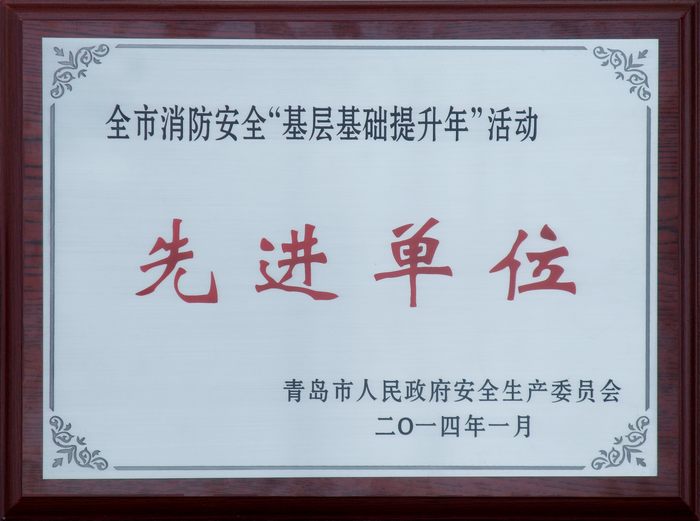 全市消防安全“基层基础提升年”活动
先进单位
青岛市人民政府安全生产委员会
二〇一四年一月